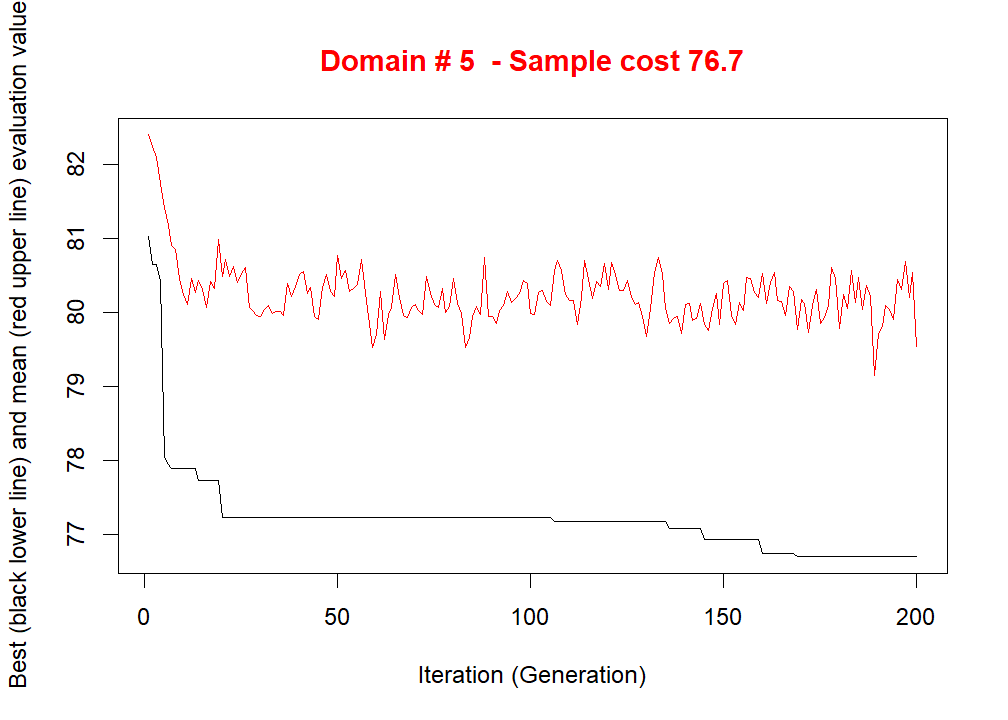 Domain # 5  - Sample cost 76.7
Best (black lower line) and mean (red upper line) evaluation value
82
81
80
79
78
77
0 50 100 150 200
Iteration (Generation)